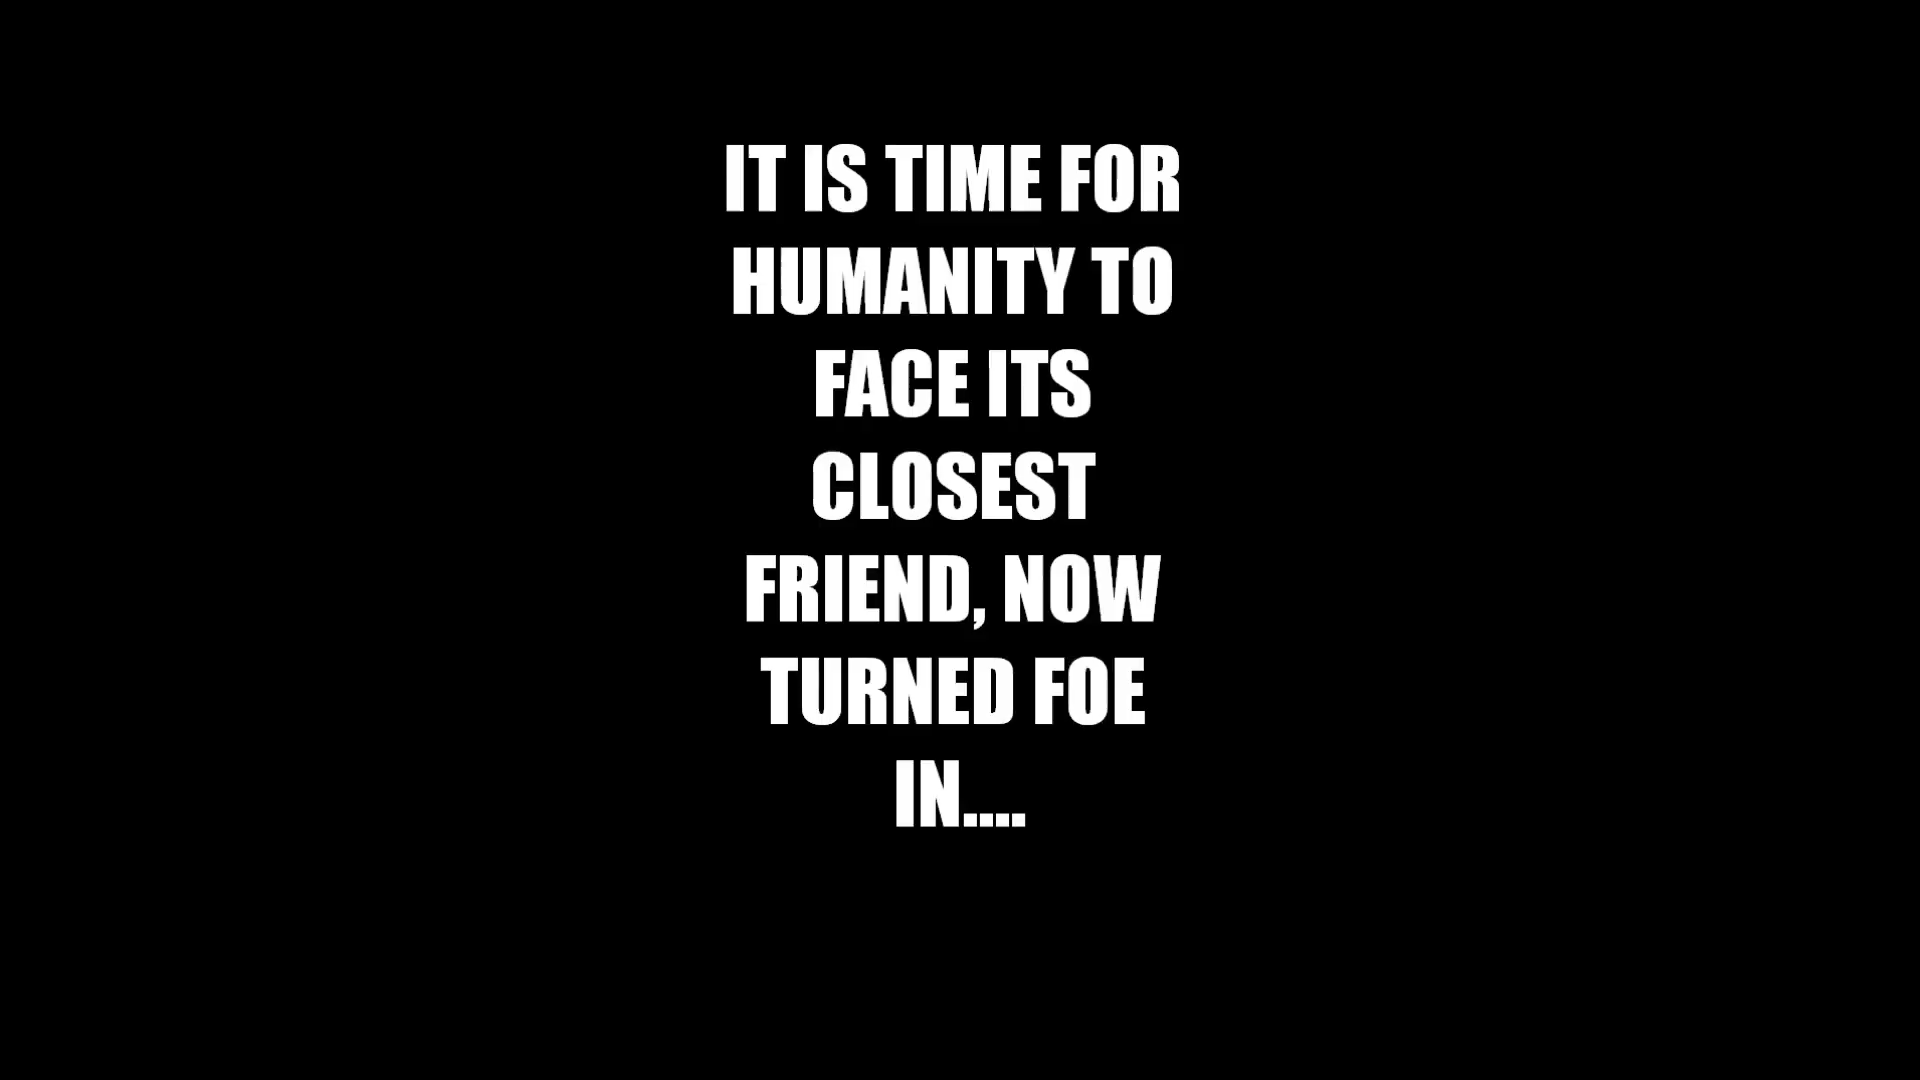 IT IS TIME FOR
HUMANITY TO
FACE ITS
CLOSEST
FRIEND, NOW
TURNED FOE
IN....